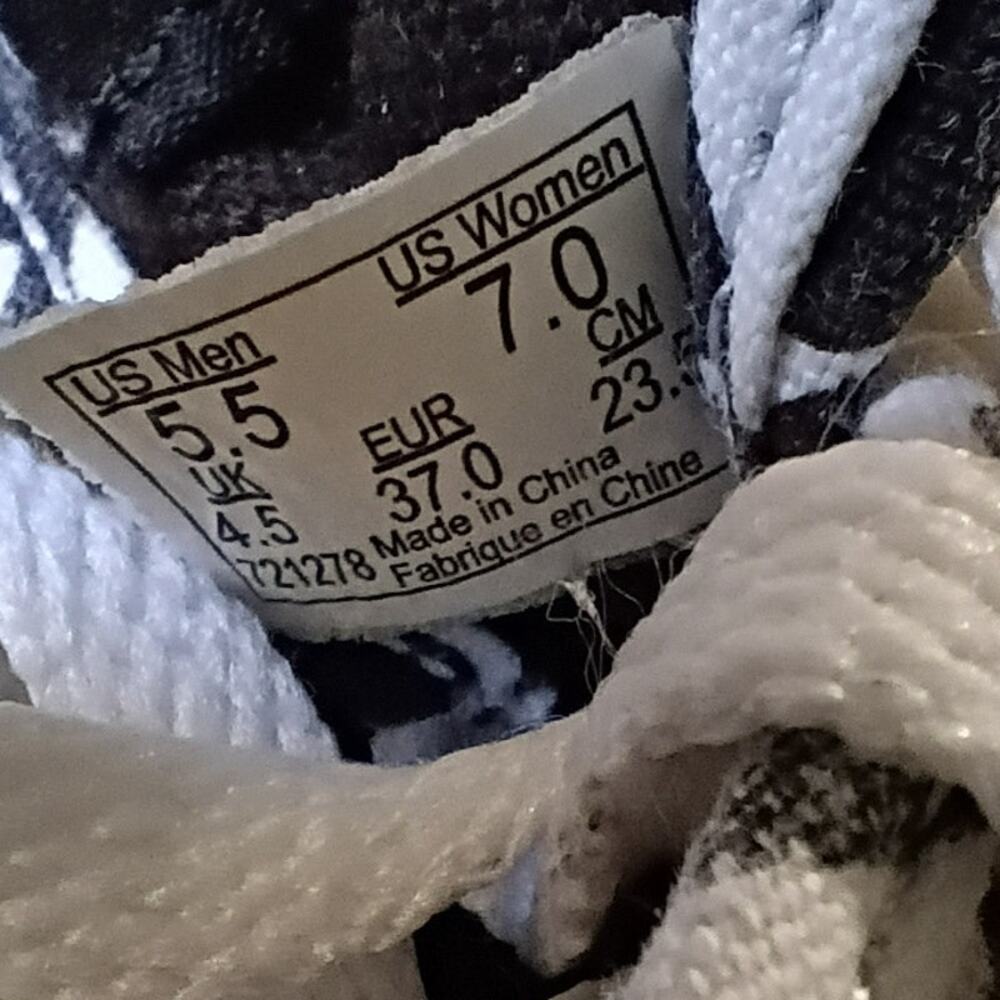 US Men US Women
5.5 7.0
UK EUR CM
4.5 37.0 23.5
721278 Made in China
Fabrique en Chine